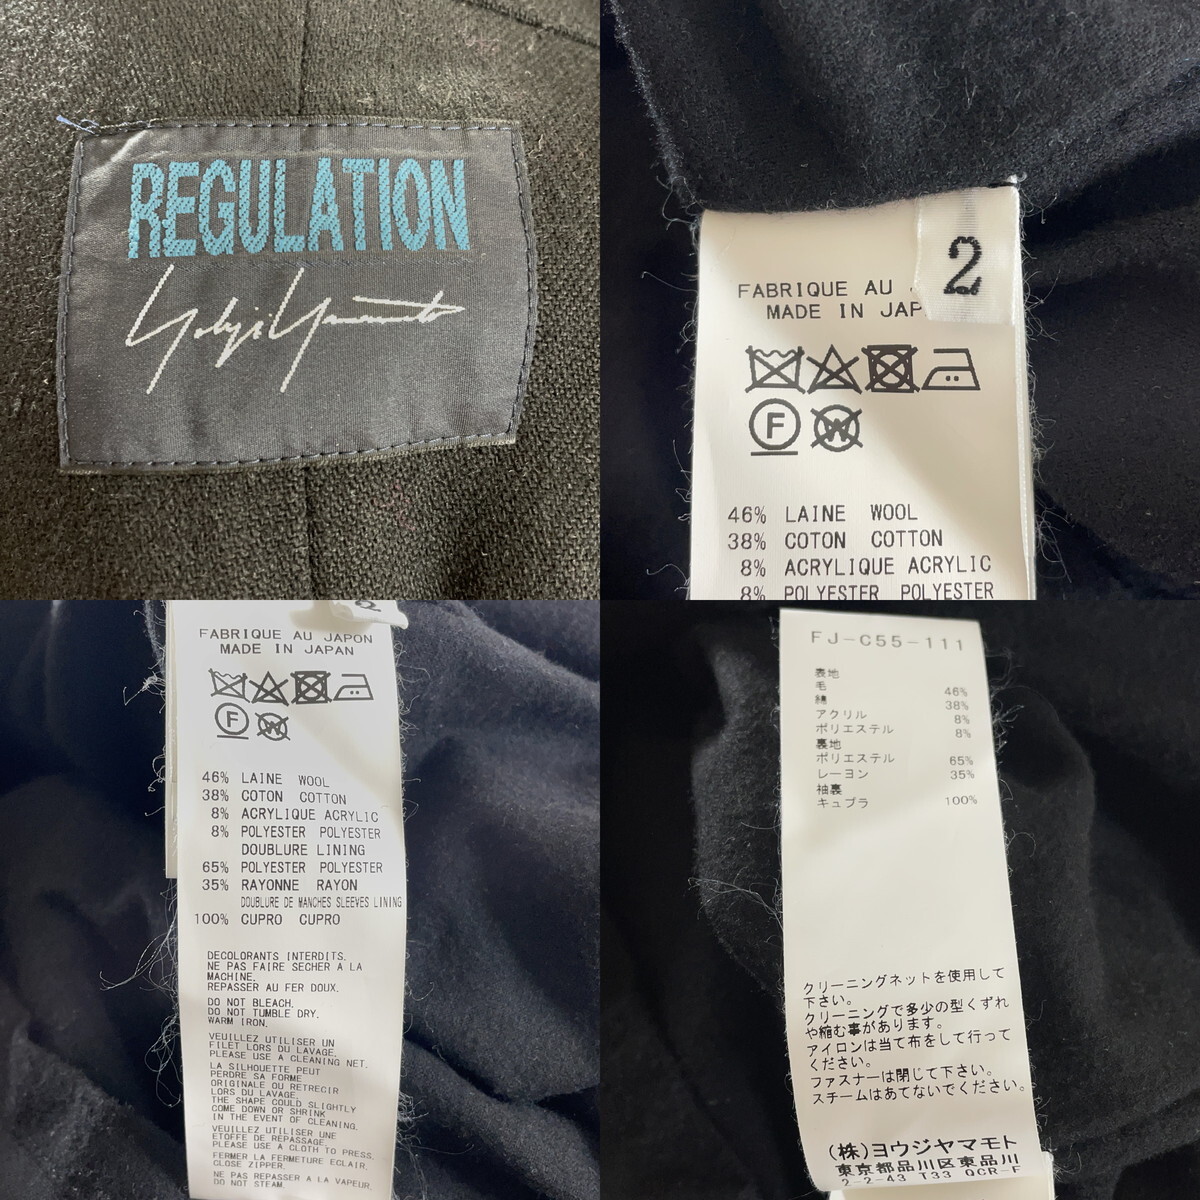 REGULATION
Yohji Yamamoto
2
FABRIQUE AU
MADE IN JAP
F
W
46% LAINE WOOL
38% COTON COTTON
8% ACRYLIQUE ACRYLIC
8% POLYESTER POLYESTER
2
FABRIQUE AU JAPON
MADE IN JAPAN
F
W
46% LAINE WOOL
38% COTON COTTON
8% ACRYLIQUE ACRYLIC
8% POLYESTER POLYESTER
DOUBLURE LINING
65% POLYESTER POLYESTER
35% RAYONNE RAYON
DOUBLURE DE MANCHES SLEEVES LINING
100% CUPRO CUPRO
DECOLORANTS INTERDITS.
NE PAS FAIRE SECHER A LA
MACHINE.
REPASSER AU FER DOUX.
DO NOT BLEACH.
DO NOT TUMBLE DRY.
WARM IRON.
VEUILLEZ UTILISER UN
FILET LORS DU LAVAGE.
PLEASE USE A CLEANING NET.
LA SILHOUETTE PEUT
PERDRE SA FORME
ORIGINALE OU RETRECIR
LORS DU LAVAGE.
THE SHAPE COULD SLIGHTLY
COME DOWN OR SHRINK
IN THE EVENT OF CLEANING.
VEUILLEZ UTILISER UNE
ETOFFE DE REPASSAGE.
PLEASE USE A CLOTH TO PRESS.
FERMER LA FERMETURE ECLAIR.
CLOSE ZIPPER.
NE PAS REPASSER A LA VAPEUR.
DO NOT STEAM.
FJ-C55-111
表地
毛 46%
綿 38%
アクリル 8%
ポリエステル 8%
裏地
ポリエステル 65%
レーヨン 35%
袖裏
キュプラ 100%
クリーニングネットを使用して
下さい。
クリーニングで多少の型くずれ
や縮む事があります。
アイロンは当て布をして行って
ください。
ファスナーは閉じて下さい。
スチームはあてないでください。
(株)ヨウジヤマモト
東京都品川区東品川
2-2-43 T33 QCR-F